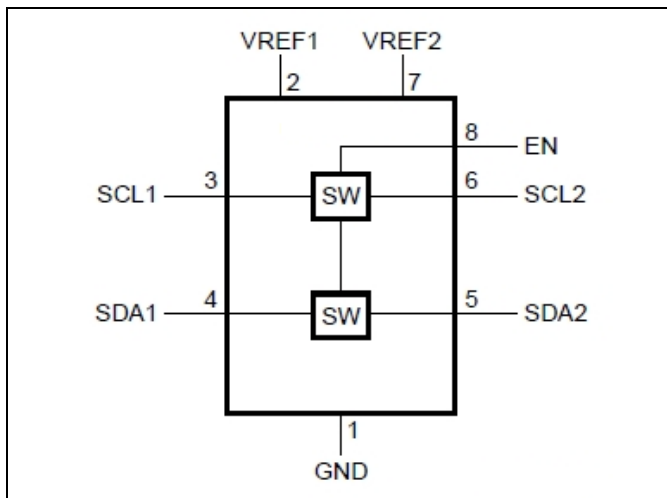 VREF1 VREF2
2 7
8 EN
SCL1 3 SW 6 SCL2
SDA1 4 SW 5 SDA2
1
GND